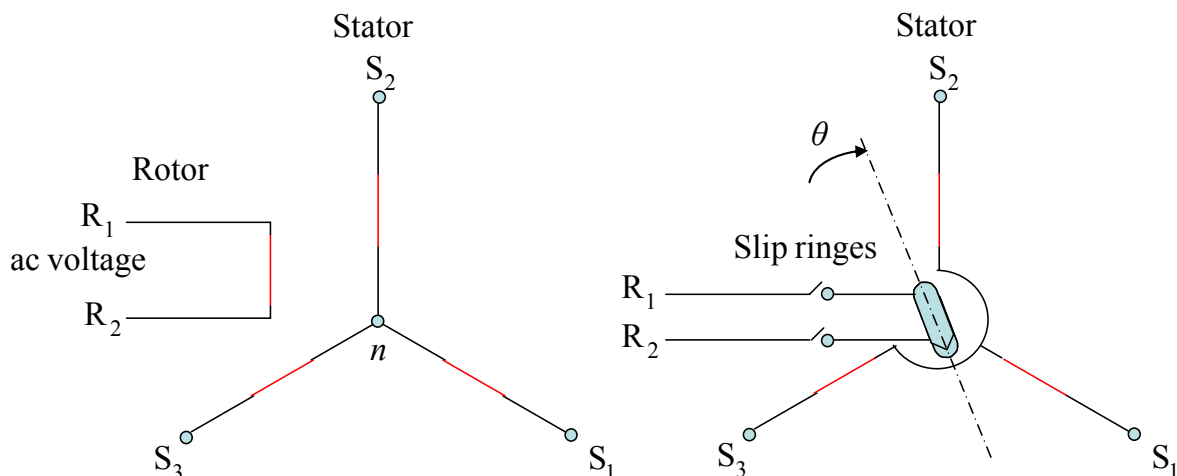 Stator
S2
Rotor
R1
ac voltage
R2
n
S3
S1
Stator
S2
θ
Slip ringes
R1
R2
S3
S1